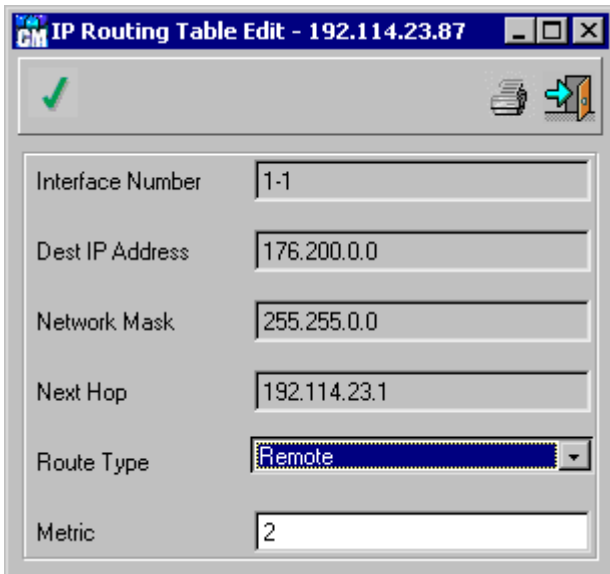 CM IP Routing Table Edit - 192.114.23.87
Interface Number 1-1
Dest IP Address 176.200.0.0
Network Mask 255.255.0.0
Next Hop 192.114.23.1
Route Type Remote
Metric 2